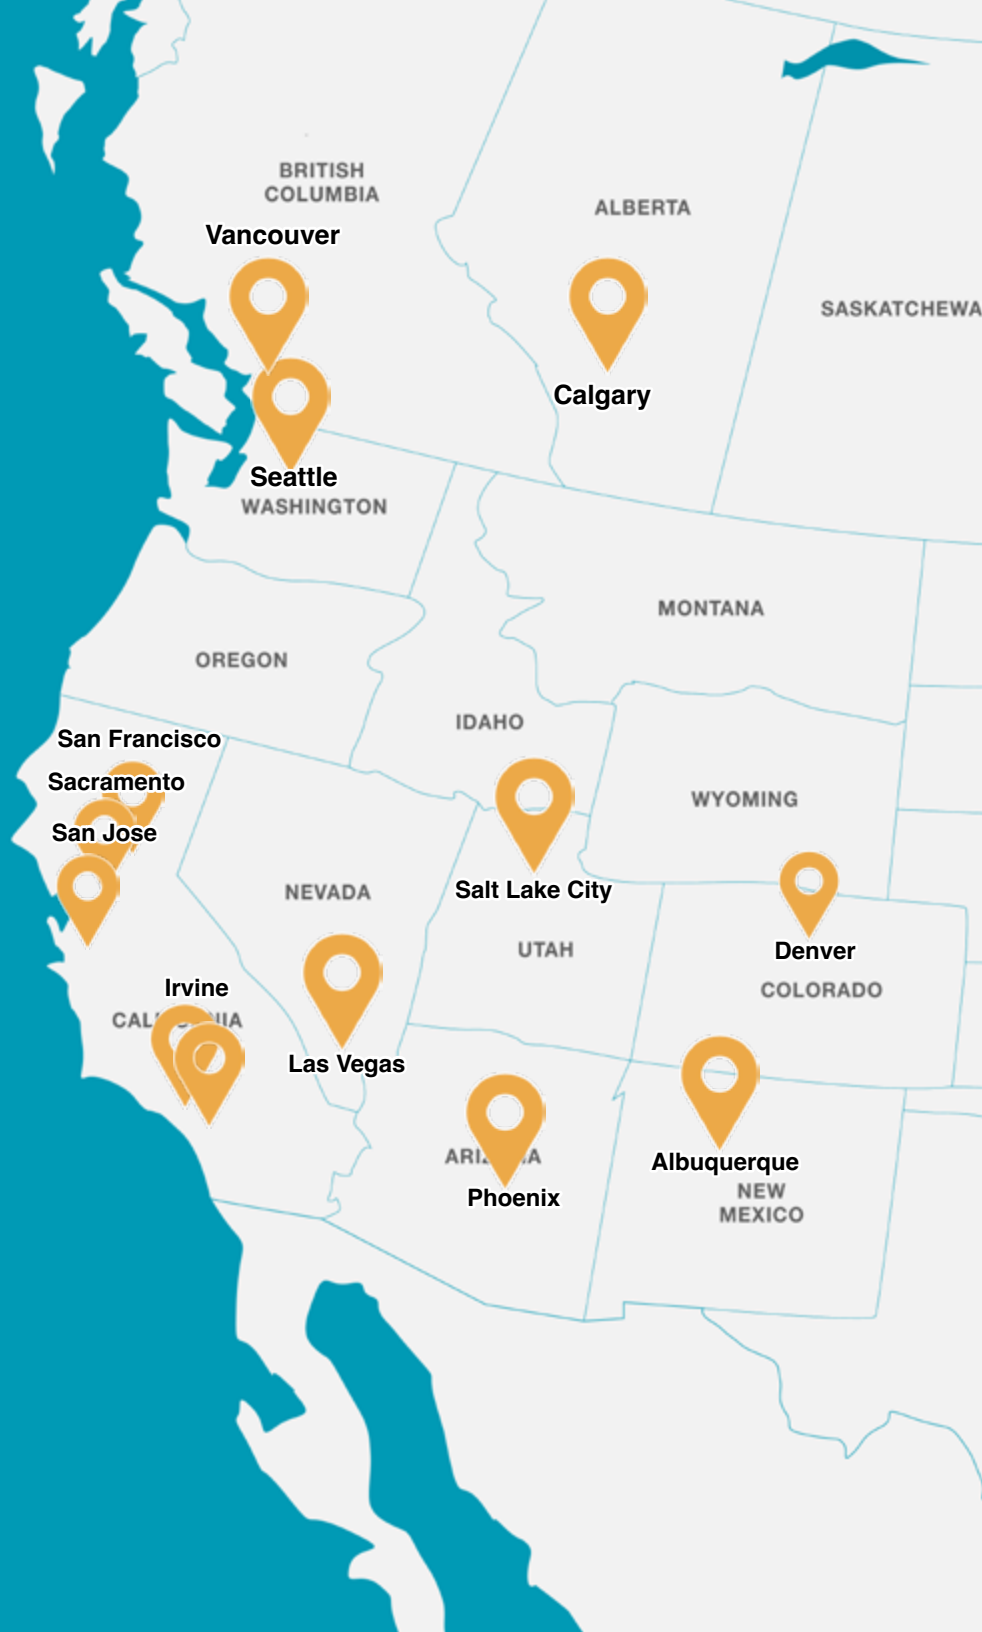 BRITISH
COLUMBIA
ALBERTA
Vancouver
SASKATCHEWA
Calgary
Seattle
WASHINGTON
MONTANA
OREGON
IDAHO
San Francisco
Sacramento
WYOMING
San Jose
Salt Lake City
NEVADA
UTAH
Denver
COLORADO
Irvine
Las Vegas
ARIZONA
Albuquerque
Phoenix
NEW
MEXICO